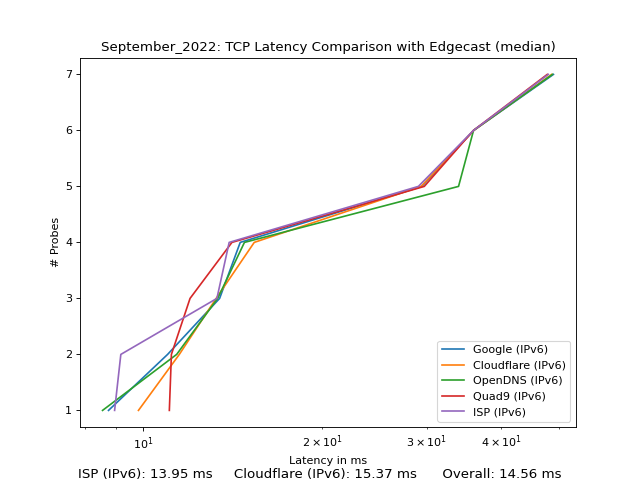 September_2022: TCP Latency Comparison with Edgecast (median)
7
6
5
4
3
2
1
# Probes
Google (IPv6)
Cloudflare (IPv6)
OpenDNS (IPv6)
Quad9 (IPv6)
ISP (IPv6)
10¹ 2 × 10¹ 3 × 10¹ 4 × 10¹
Latency in ms
ISP (IPv6): 13.95 ms Cloudflare (IPv6): 15.37 ms Overall: 14.56 ms